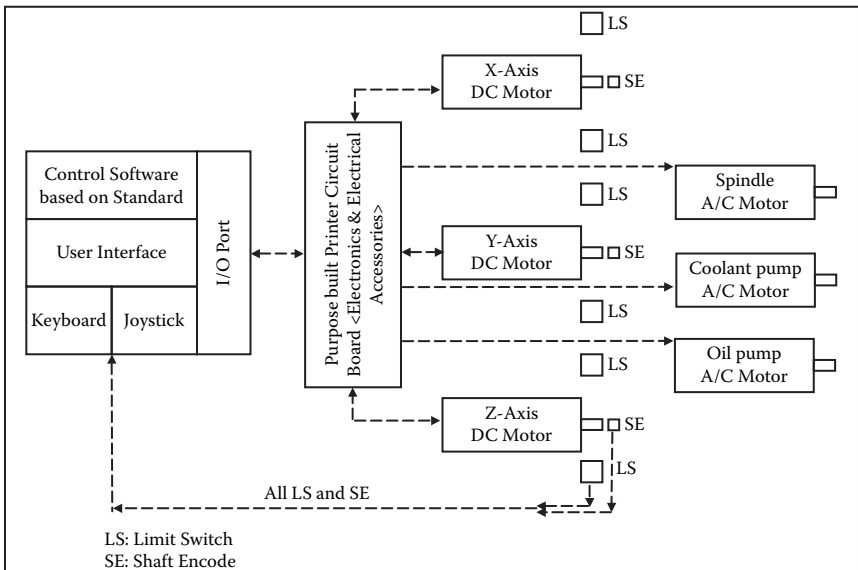 LS
X-Axis
DC Motor
SE
LS
Control Software
based on Standard
User Interface
Keyboard
Joystick
I/O Port
Purpose built Printer Circuit
Board <Electronics & Electrical
Accessories>
Spindle
A/C Motor
LS
Y-Axis
DC Motor
SE
Coolant pump
A/C Motor
LS
Oil pump
A/C Motor
LS
Z-Axis
DC Motor
SE
LS
All LS and SE
LS: Limit Switch
SE: Shaft Encode